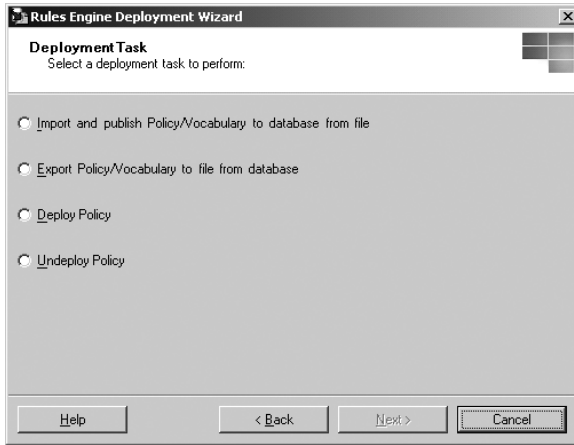 Rules Engine Deployment Wizard
Deployment Task
Select a deployment task to perform:
Import and publish Policy/Vocabulary to database from file
Export Policy/Vocabulary to file from database
Deploy Policy
Undeploy Policy
Help
< Back
Next >
Cancel